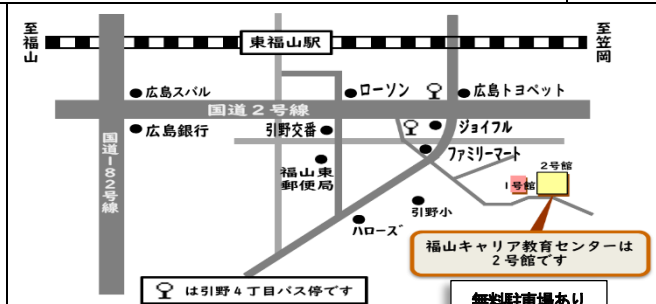 至福山
東福山駅
至笠岡
広島スバル
ローソン
広島トヨペット
国道2号線
広島銀行
引野交番
ジョイフル
国道182号線
ファミリーマート
福山東
郵便局
2号館
1号館
引野小
ハローズ
福山キャリア教育センターは
2号館です
は引野4丁目バス停です
無料駐車場あり